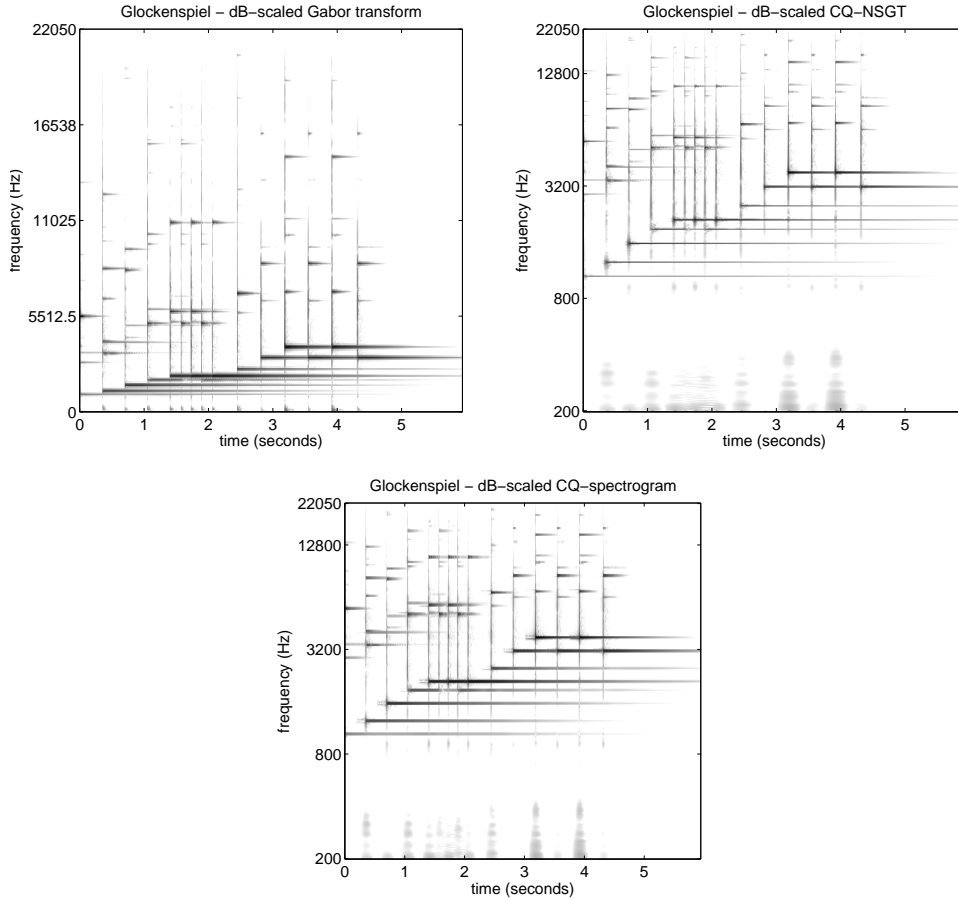 Glockenspiel − dB−scaled Gabor transform
22050
16538
11025
5512.5
0
frequency (Hz)
0 1 2 3 4 5
time (seconds)
Glockenspiel − dB−scaled CQ−NSGT
22050
12800
3200
800
200
frequency (Hz)
0 1 2 3 4 5
time (seconds)
Glockenspiel − dB−scaled CQ−spectrogram
22050
12800
3200
800
200
frequency (Hz)
0 1 2 3 4 5
time (seconds)